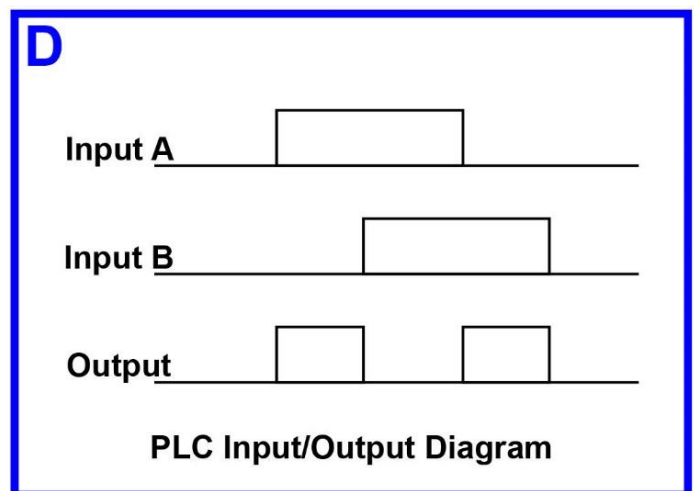 D
Input A
Input B
Output
PLC Input/Output Diagram